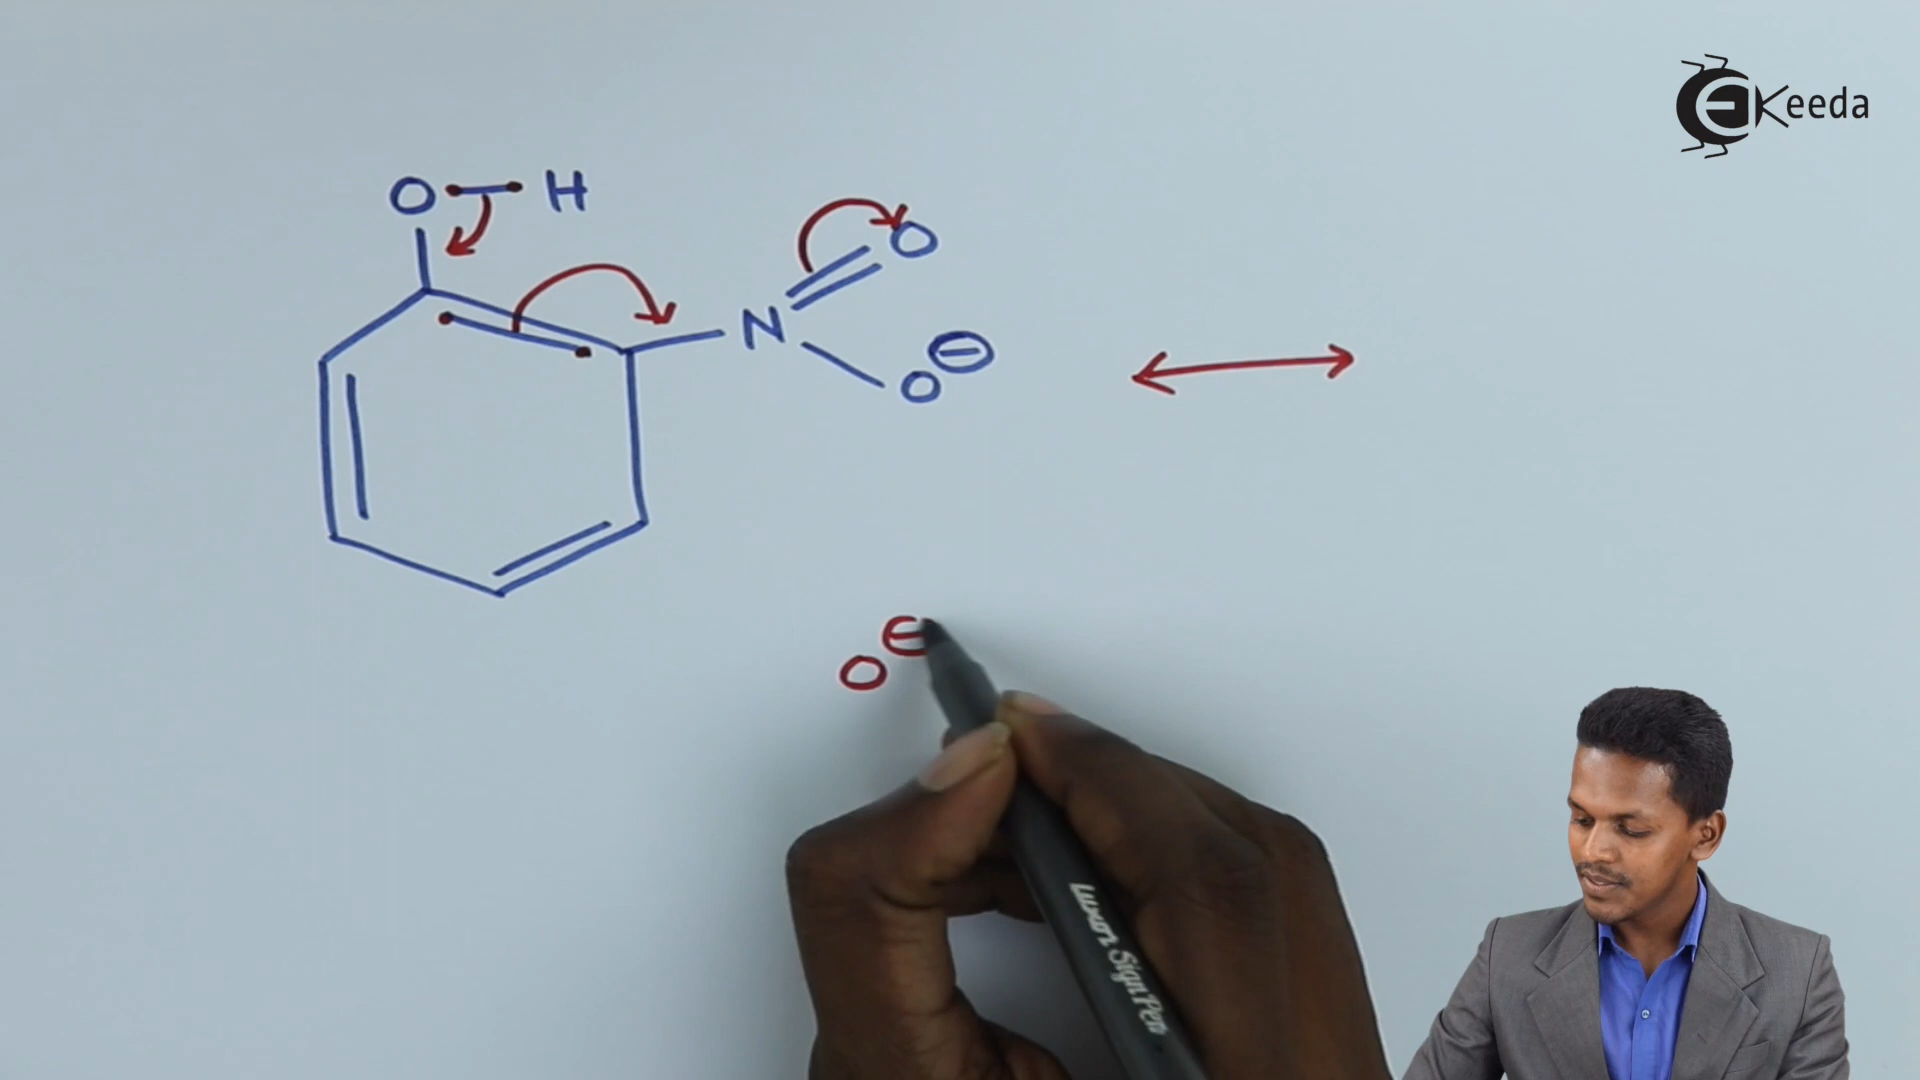 Keeda
O H
O
N
O ⊖
O ⊖
Luxor Sign Pen